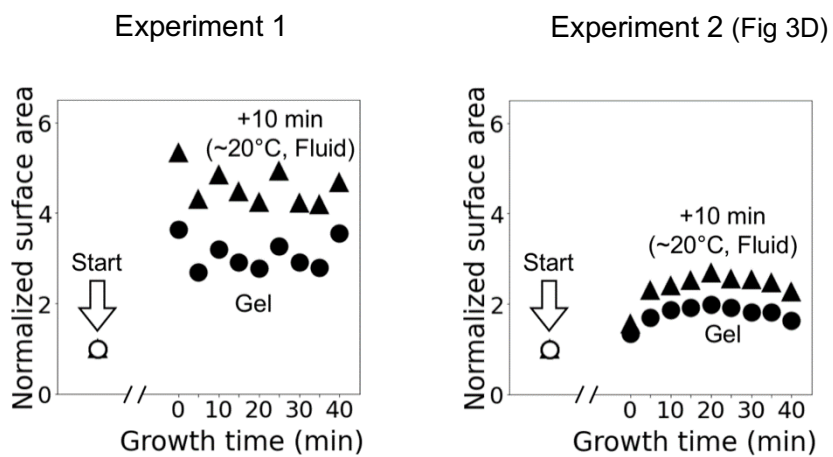 Experiment 1
Normalized surface area
6
4
2
0
+10 min
(~20°C, Fluid)
Start
Gel
0 10 20 30 40
Growth time (min)
Experiment 2 (Fig 3D)
Normalized surface area
6
4
2
0
+10 min
(~20°C, Fluid)
Start
Gel
0 10 20 30 40
Growth time (min)